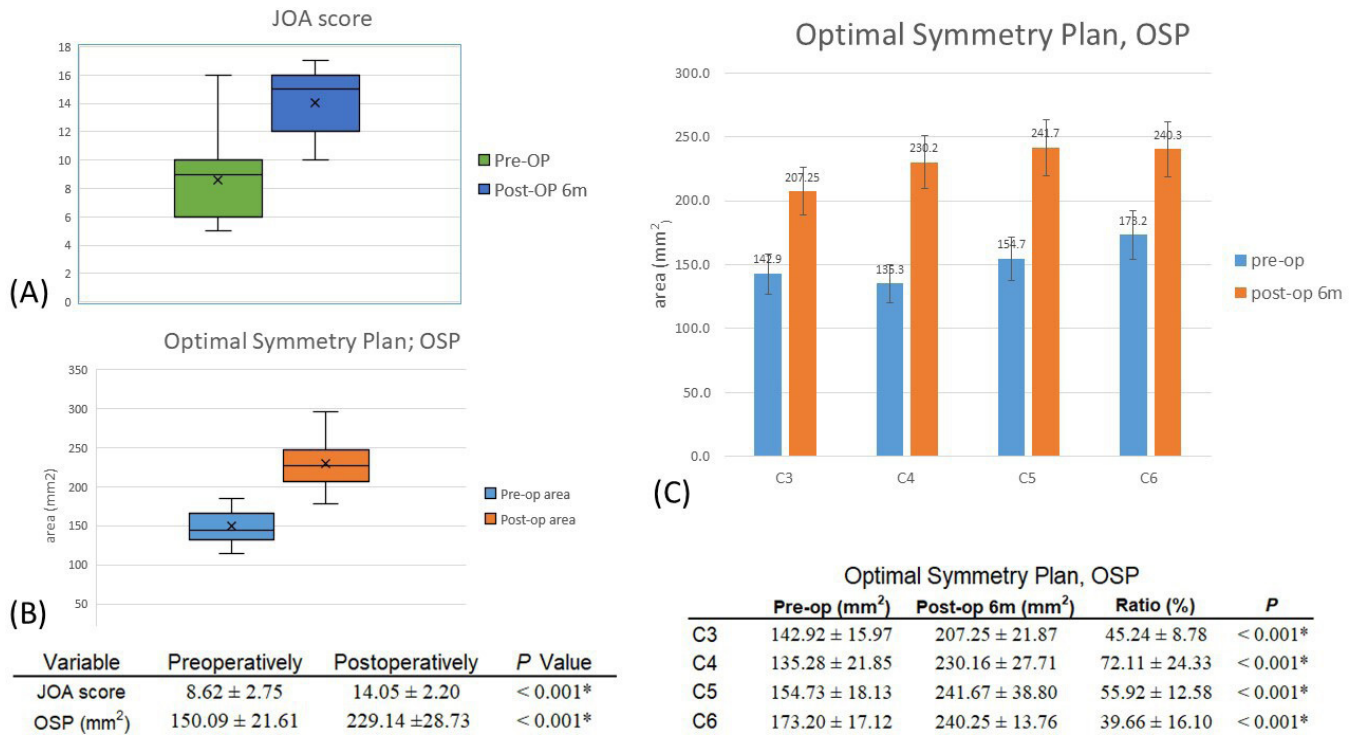 JOA score
18
16
14
12
10
8
6
4
2
0
Pre-OP
Post-OP 6m
(A)
Optimal Symmetry Plan; OSP
350
300
250
200
150
100
50
area (mm2)
Pre-op area
Post-op area
(B)
Variable Preoperatively Postoperatively P Value
JOA score 8.62 ± 2.75 14.05 ± 2.20 < 0.001*
OSP (mm²) 150.09 ±21.61 229.14 ±28.73 < 0.001*
Optimal Symmetry Plan, OSP
300.0
250.0
200.0
150.0
100.0
50.0
0.0
area (mm²)
142.9 207.25 135.3 230.2 154.7 241.7 173.2 240.3
C3 C4 C5 C6
pre-op
post-op 6m
(C)
Optimal Symmetry Plan, OSP
Pre-op (mm²) Post-op 6m (mm²) Ratio (%) P
C3 142.92 ± 15.97 207.25 ± 21.87 45.24 ± 8.78 < 0.001*
C4 135.28 ± 21.85 230.16 ± 27.71 72.11 ± 24.33 < 0.001*
C5 154.73 ± 18.13 241.67 ± 38.80 55.92 ± 12.58 < 0.001*
C6 173.20 ± 17.12 240.25 ± 13.76 39.66 ± 16.10 < 0.001*